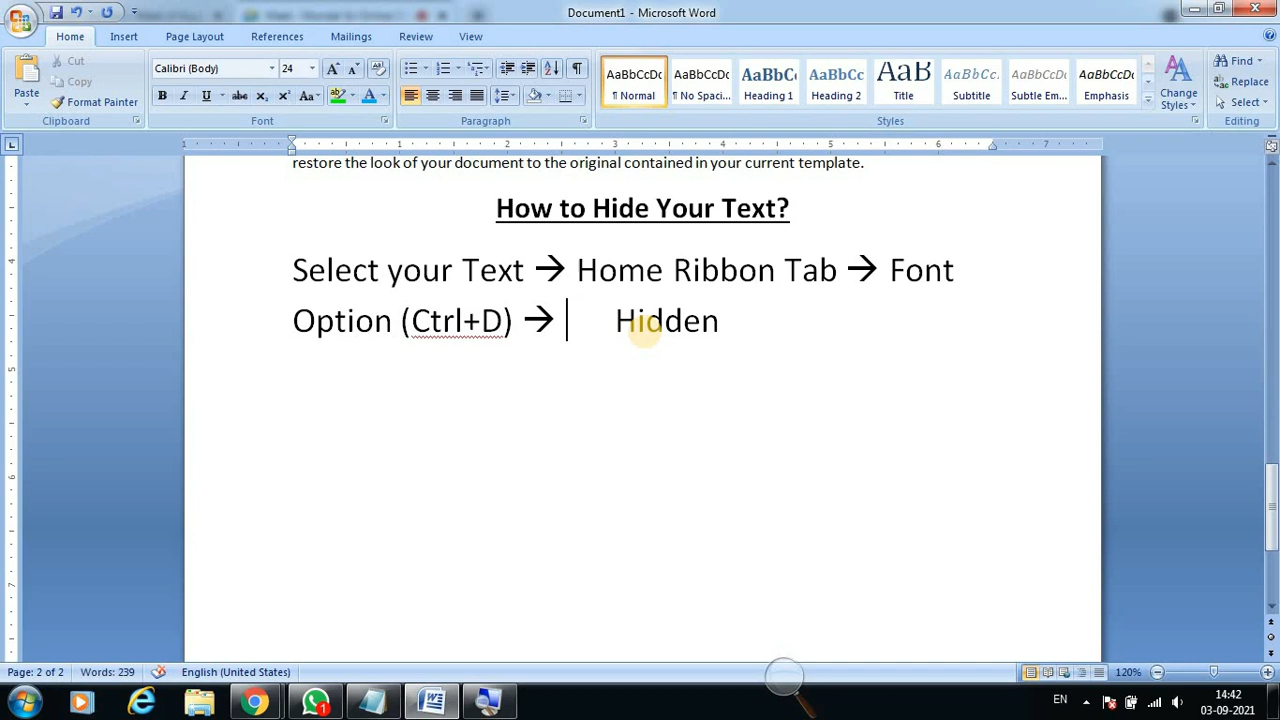 Document1 - Microsoft Word
Home Insert Page Layout References Mailings Review View
Paste
Cut
Copy
Format Painter
Clipboard
Calibri (Body) 24
Font
Paragraph
AaBbCcDc AaBbCcDc AaBbCc AaBbCc AaB AaBbCc. AaBbCcDc AaBbCcDc
¶ Normal ¶ No Spaci... Heading 1 Heading 2 Title Subtitle Subtle Em... Emphasis
Styles
Change Styles
Find
Replace
Select
Editing
restore the look of your document to the original contained in your current template.
How to Hide Your Text?
Select your Text → Home Ribbon Tab → Font
Option (Ctrl+D) → Hidden
Page: 2 of 2 Words: 239 English (United States) 120%
EN 14:42
03-09-2021